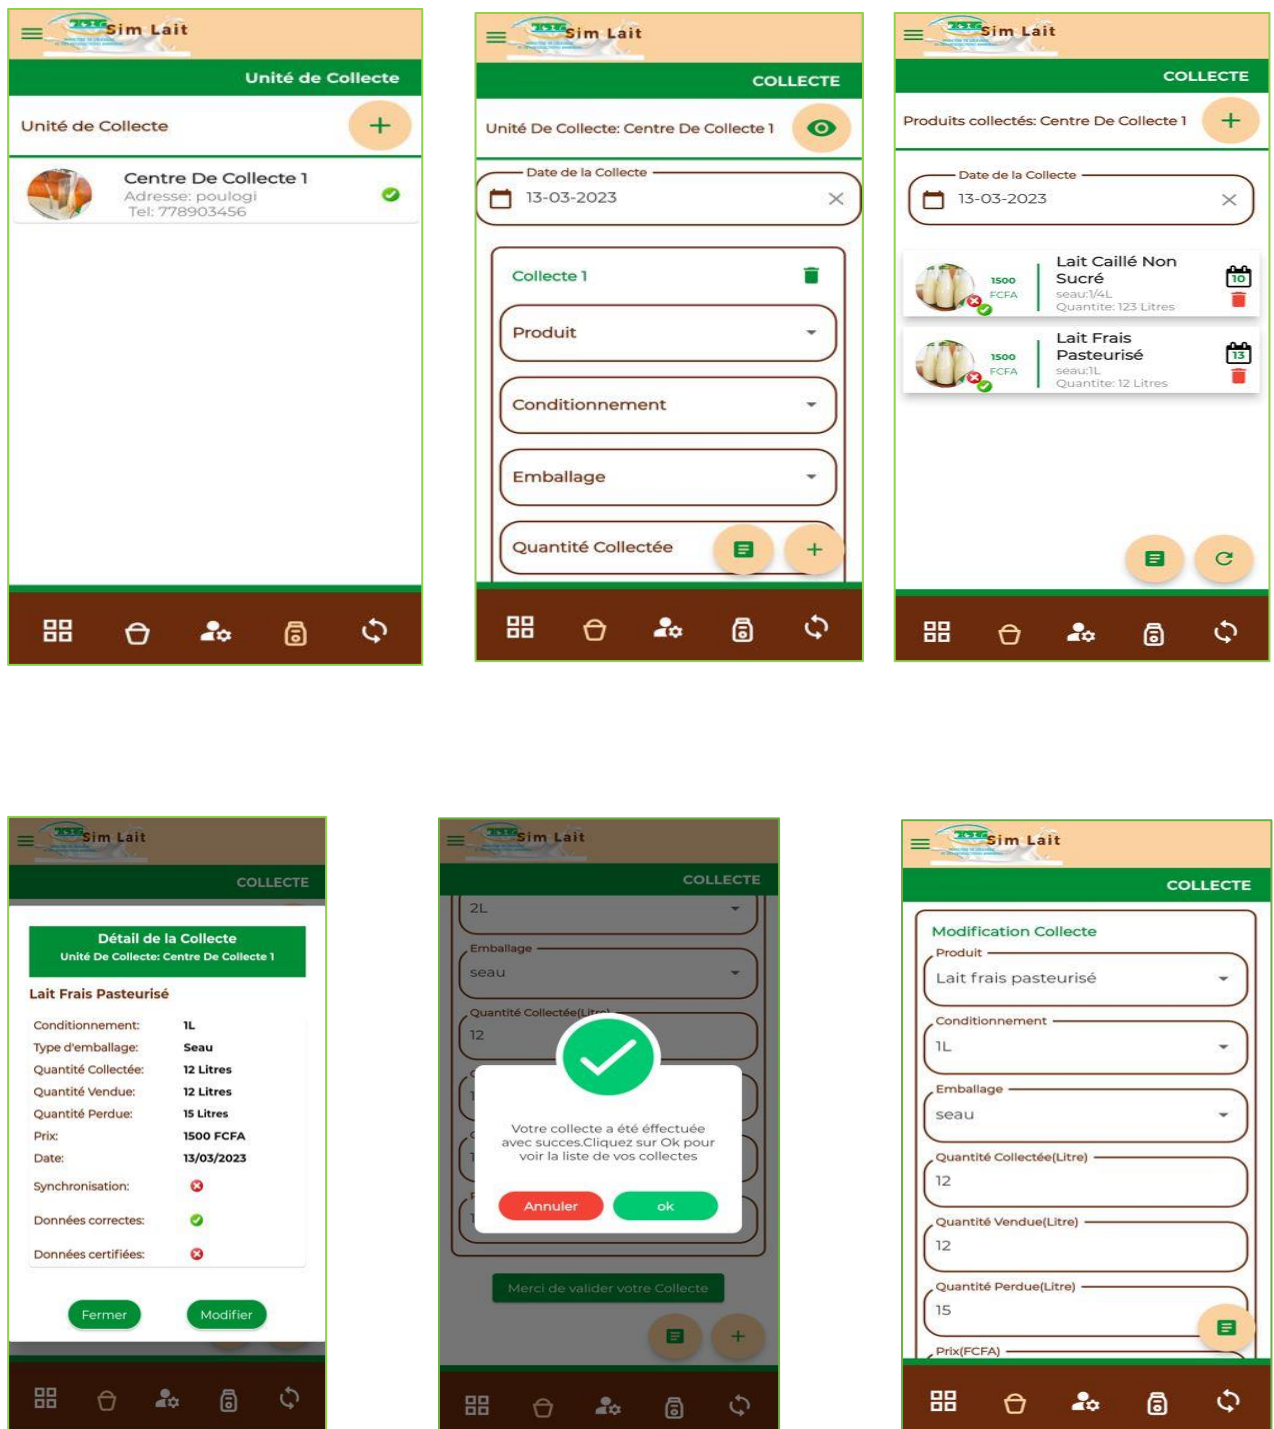 Sim Lait
Unité de Collecte
Unité de Collecte
Centre De Collecte 1
Adresse: poulogi
Tel: 778903456
Sim Lait
COLLECTE
Unité De Collecte: Centre De Collecte 1
Date de la Collecte
13-03-2023
Collecte 1
Produit
Conditionnement
Emballage
Quantité Collectée
Sim Lait
COLLECTE
Produits collectés: Centre De Collecte 1
Date de la Collecte
13-03-2023
1500
FCFA
Lait Caillé Non
Sucré
seau:1/4L
Quantite: 123 Litres
10
1500
FCFA
Lait Frais
Pasteurisé
seau:1L
Quantite: 12 Litres
13
Sim Lait
COLLECTE
Détail de la Collecte
Unité De Collecte: Centre De Collecte 1
Lait Frais Pasteurisé
Conditionnement: 1L
Type d'emballage: Seau
Quantité Collectée: 12 Litres
Quantité Vendue: 12 Litres
Quantité Perdue: 15 Litres
Prix: 1500 FCFA
Date: 13/03/2023
Synchronisation:
Données correctes:
Données certifiées:
Fermer Modifier
Sim Lait
COLLECTE
2L
Emballage
seau
Quantité Collectée(Litre)
12
Votre collecte a été éffectuée
avec succes.Cliquez sur Ok pour
voir la liste de vos collectes
Annuler ok
Merci de valider votre Collecte
Sim Lait
COLLECTE
Modification Collecte
Produit
Lait frais pasteurisé
Conditionnement
1L
Emballage
seau
Quantité Collectée(Litre)
12
Quantité Vendue(Litre)
12
Quantité Perdue(Litre)
15
Prix(FCFA)